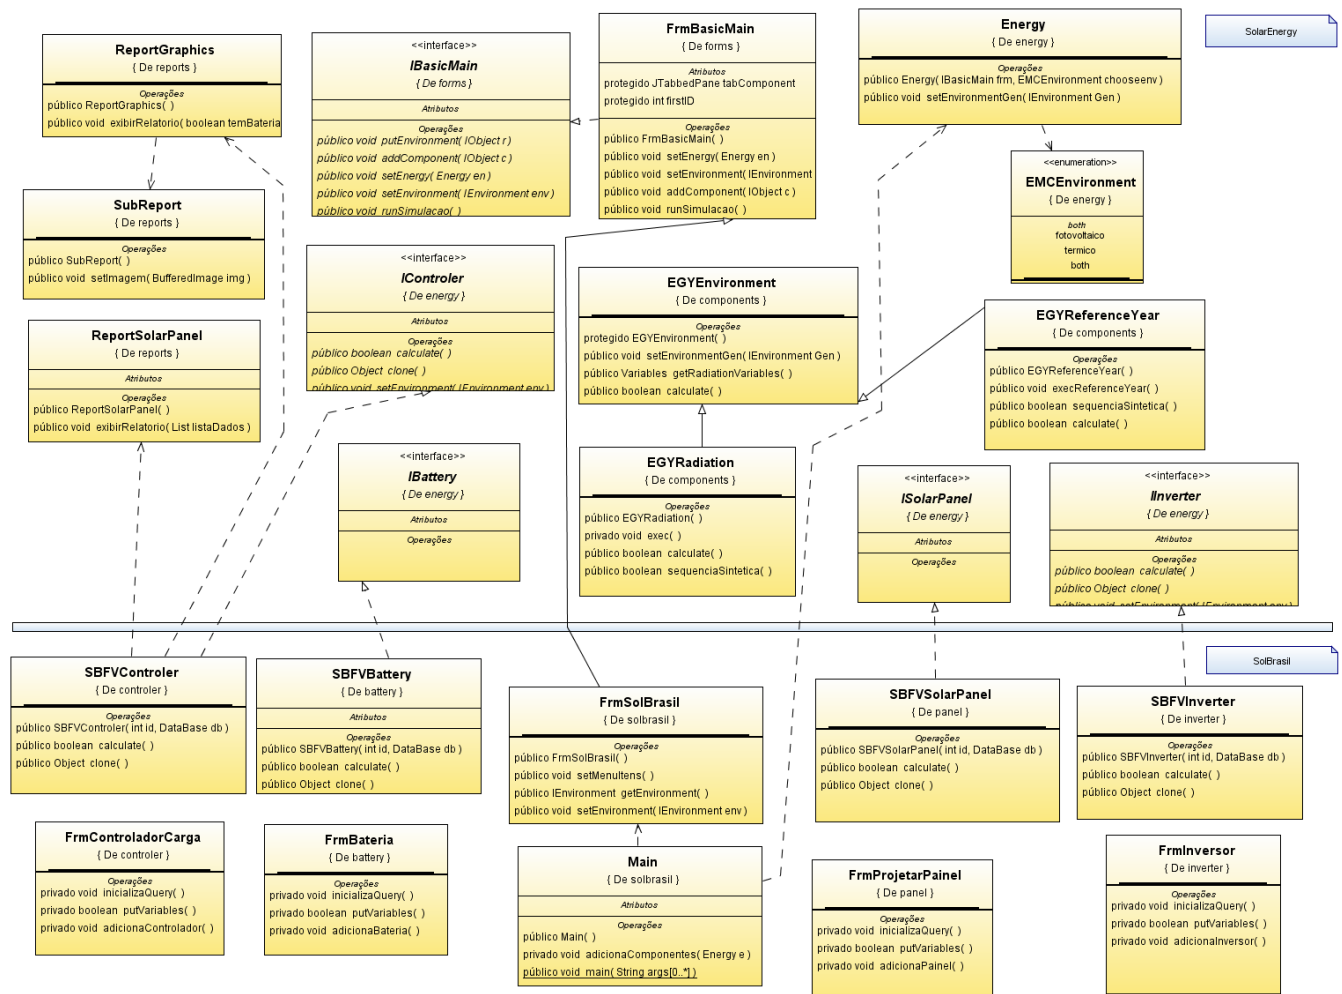 ReportGraphics
{ De reports }
Operações
público ReportGraphics( )
público void exibirRelatorio( boolean temBateria
<<interface>>
IBasicMain
{ De forms }
Atributos
Operações
público void putEnvironment( IObject r )
público void addComponent( IObject c )
público void setEnergy( Energy en )
público void setEnvironment( IEnvironment env )
público void runSimulacao( )
FrmBasicMain
{ De forms }
Atributos
protegido JTabbedPane tabComponent
protegido int firstID
Operações
público FrmBasicMain( )
público void setEnergy( Energy en )
público void setEnvironment( IEnvironment
público void addComponent( IObject c )
público void runSimulacao( )
Energy
{ De energy }
Operações
público Energy( IBasicMain frm, EMCEnvironment chooseenv )
público void setEnvironmentGen( IEnvironment Gen )
SolarEnergy
<<enumeration>>
EMCEnvironment
{ De energy }
both
fotovoltaico
termico
both
SubReport
{ De reports }
Operações
público SubReport( )
público void setImagem( BufferedImage img )
<<interface>>
IControler
{ De energy }
Atributos
Operações
público boolean calculate( )
público Object clone( )
público void setEnvironment( IEnvironment env )
EGYEnvironment
{ De components }
Operações
protegido EGYEnvironment( )
público void setEnvironmentGen( IEnvironment Gen )
público Variables getRadiationVariables( )
público boolean calculate( )
EGYReferenceYear
{ De components }
Operações
público EGYReferenceYear( )
público void execReferenceYear( )
público boolean sequenciaSintetica( )
público boolean calculate( )
ReportSolarPanel
{ De reports }
Atributos
Operações
público ReportSolarPanel( )
público void exibirRelatorio( List listaDados )
<<interface>>
IBattery
{ De energy }
Atributos
Operações
EGYRadiation
{ De components }
Operações
público EGYRadiation( )
privado void exec( )
público boolean calculate( )
público boolean sequenciaSintetica( )
<<interface>>
ISolarPanel
{ De energy }
Atributos
Operações
<<interface>>
IInverter
{ De energy }
Atributos
Operações
público boolean calculate( )
público Object clone( )
público void setEnvironment( IEnvironment env )
SolBrasil
SBFVControler
{ De controler }
Operações
público SBFVControler( int id, DataBase db )
público boolean calculate( )
público Object clone( )
SBFVBattery
{ De battery }
Atributos
Operações
público SBFVBattery( int id, DataBase db )
público boolean calculate( )
público Object clone( )
FrmSolBrasil
{ De solbrasil }
Operações
público FrmSolBrasil( )
público void setMenuItens( )
público IEnvironment getEnvironment( )
público void setEnvironment( IEnvironment env )
SBFVSolarPanel
{ De panel }
Operações
público SBFVSolarPanel( int id, DataBase db )
público boolean calculate( )
público Object clone( )
SBFVInverter
{ De inverter }
Operações
público SBFVInverter( int id, DataBase db )
público boolean calculate( )
público Object clone( )
FrmControladorCarga
{ De controler }
Operações
privado void inicializaQuery( )
privado boolean putVariables( )
privado void adicionaControlador( )
FrmBateria
{ De battery }
Operações
privado void inicializaQuery( )
privado boolean putVariables( )
privado void adicionaBateria( )
Main
{ De solbrasil }
Atributos
Operações
público Main( )
privado void adicionaComponentes( Energy e )
público void main( String args[0..*] )
FrmProjetarPainel
{ De panel }
Operações
privado void inicializaQuery( )
privado boolean putVariables( )
privado void adicionaPainel( )
FrmInversor
{ De inverter }
Operações
privado void inicializaQuery( )
privado boolean putVariables( )
privado void adicionaInversor( )